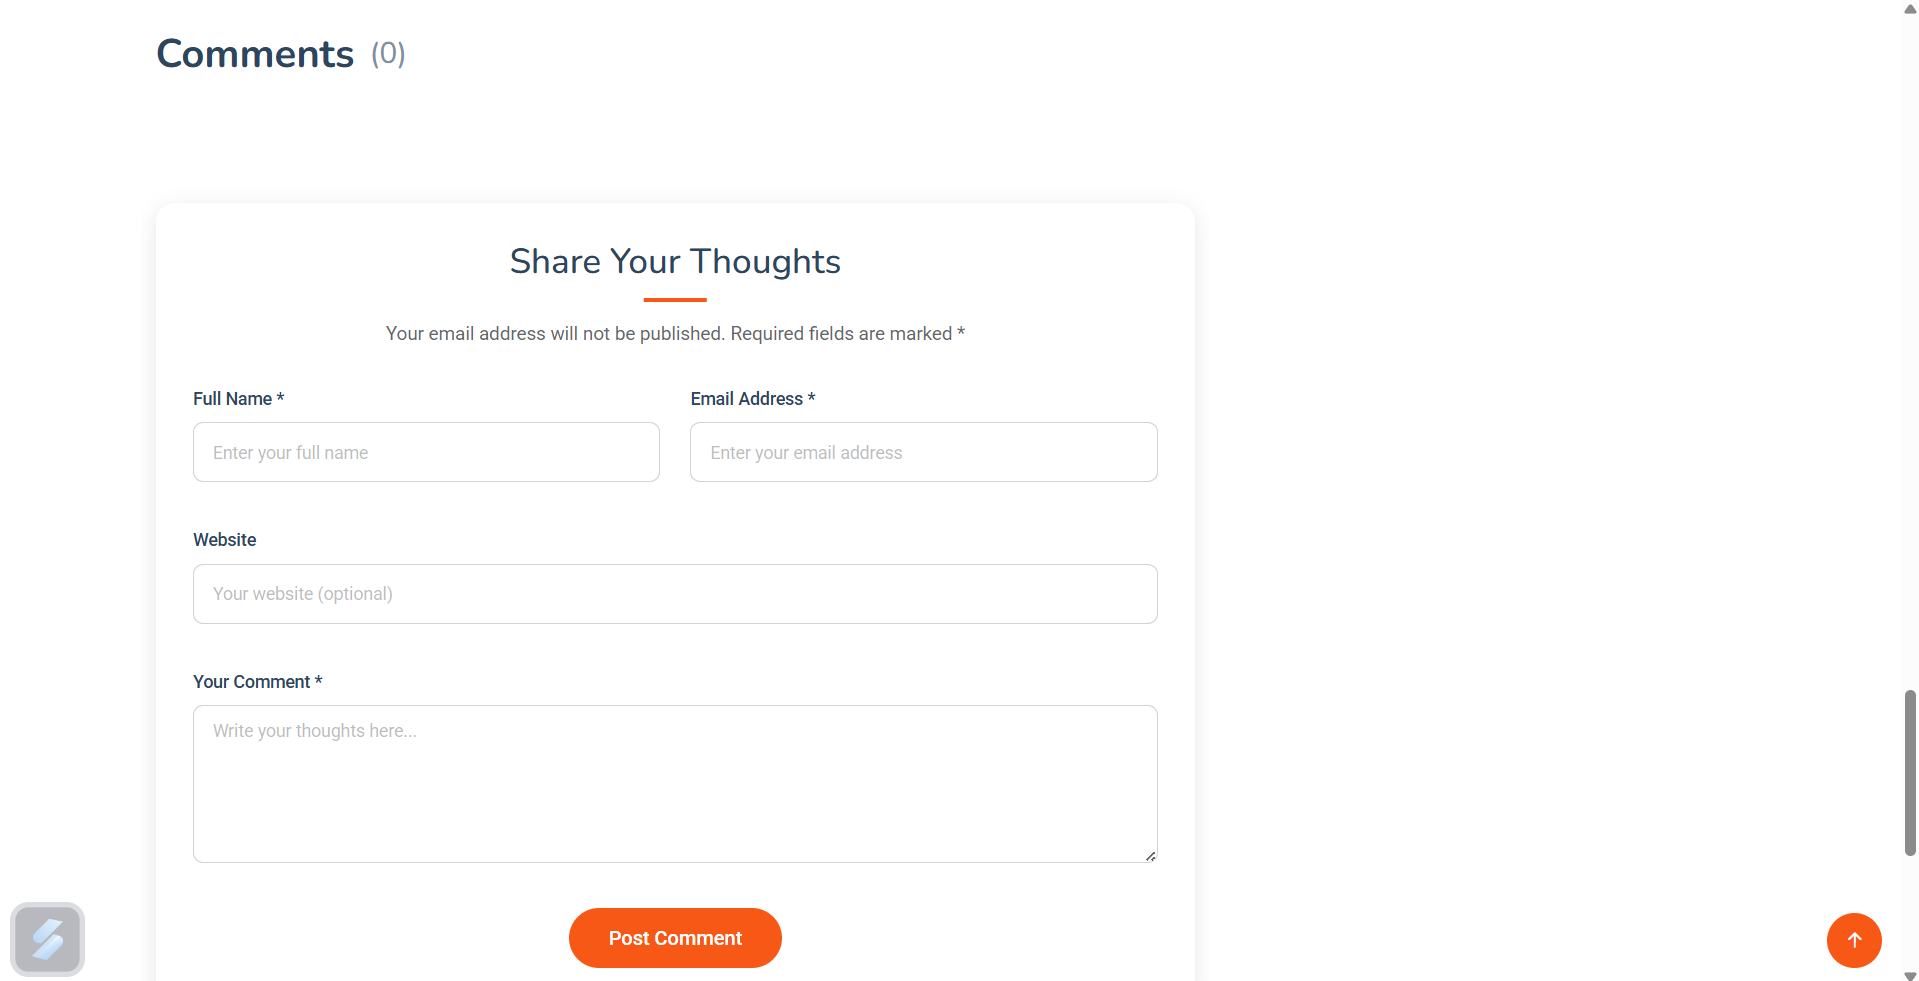 Comments (0)
Share Your Thoughts
Your email address will not be published. Required fields are marked *
Full Name *
Email Address *
Enter your full name
Enter your email address
Website
Your website (optional)
Your Comment *
Write your thoughts here...
Post Comment